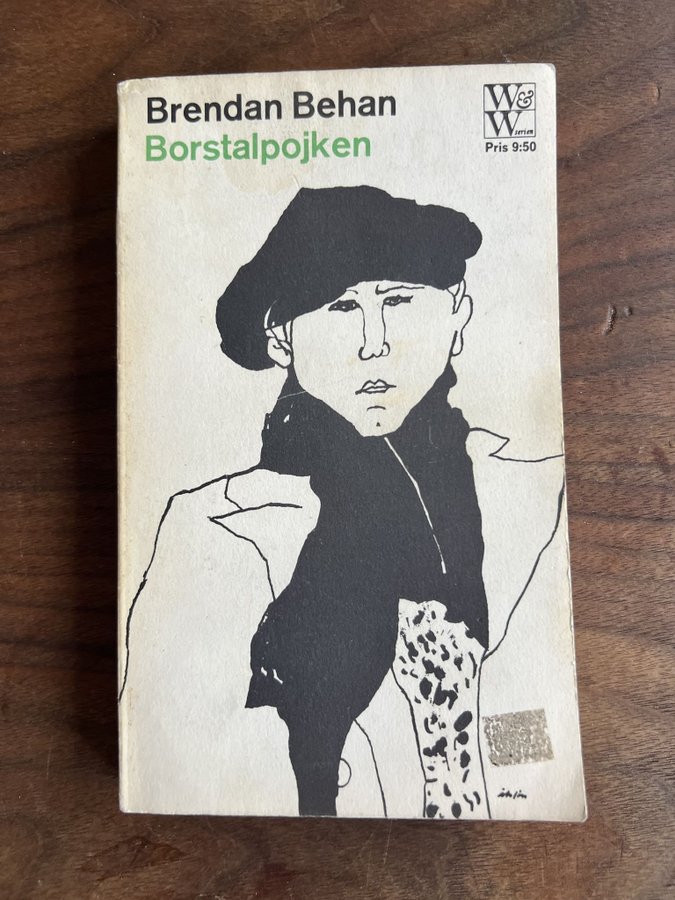 Brendan Behan
Borstalpojken
W&
W serien
Pris 9:50